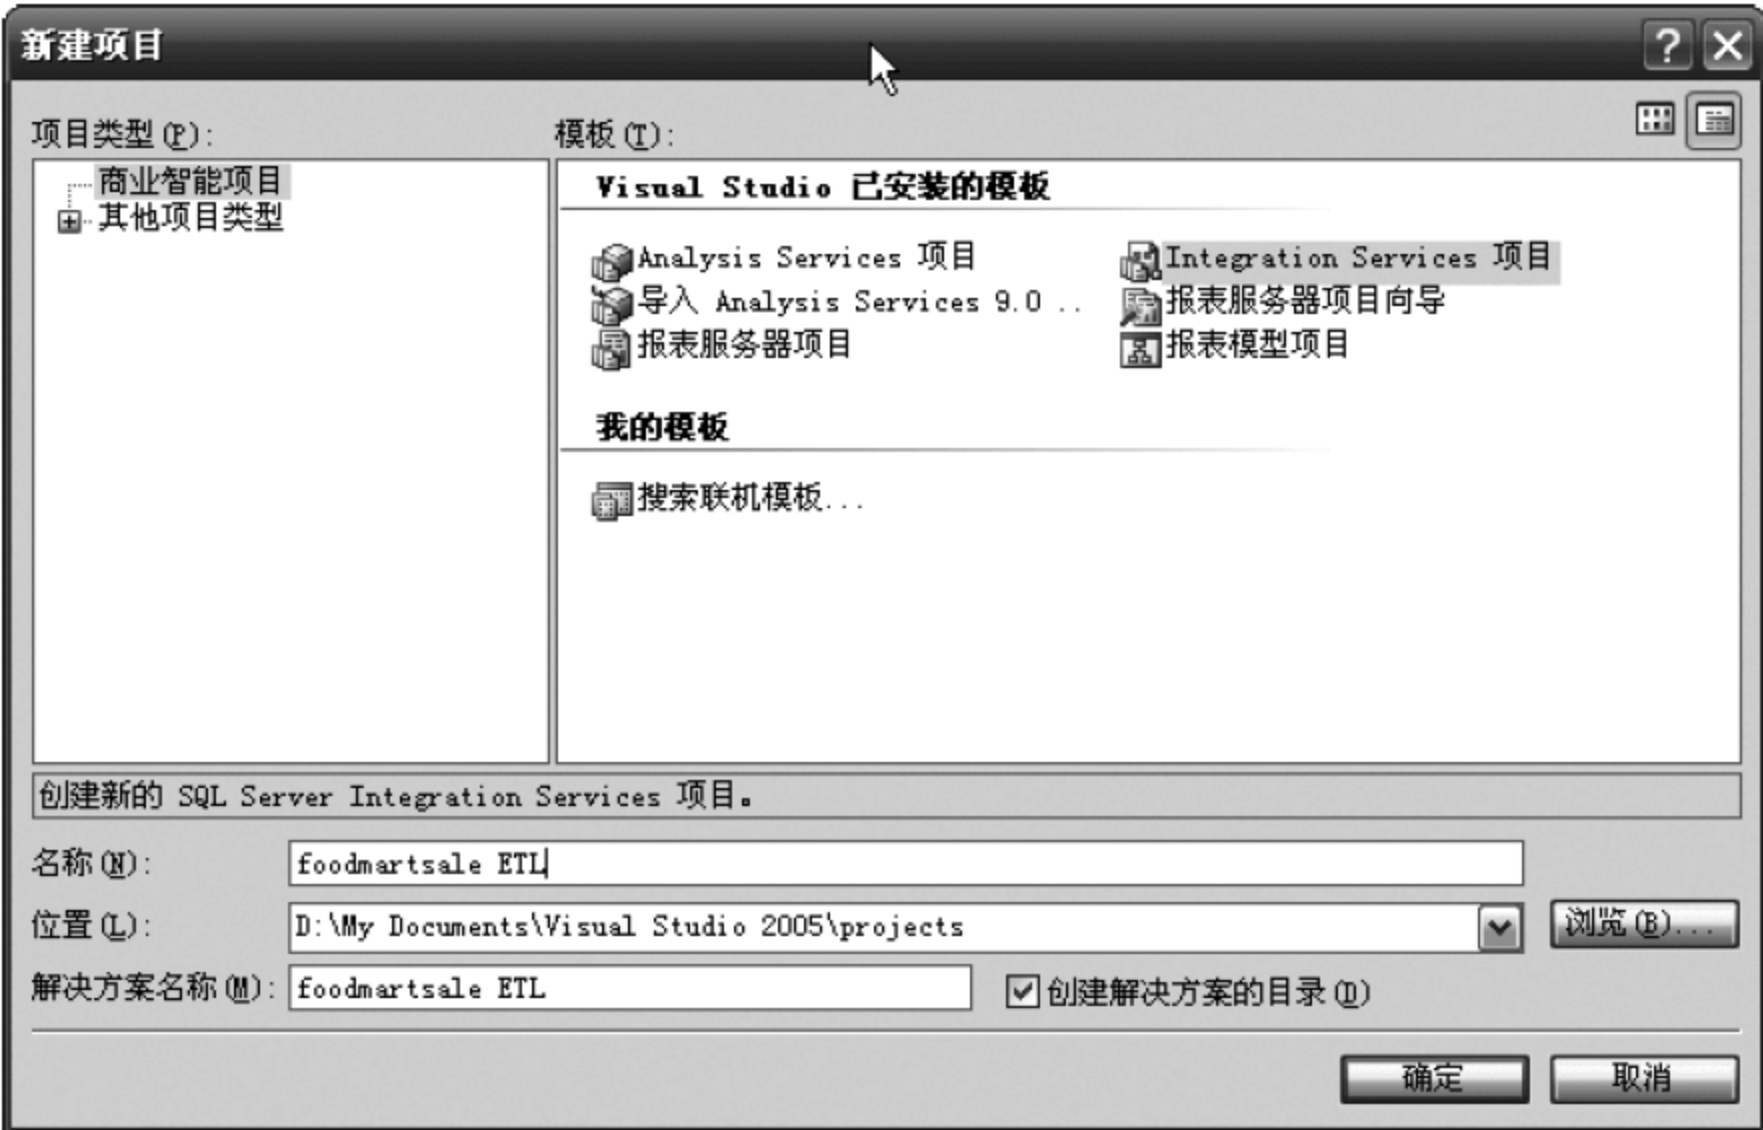 新建项目
项目类型(P):
模板(T):
商业智能项目
其他项目类型
Visual Studio 已安装的模板
Analysis Services 项目
Integration Services 项目
导入 Analysis Services 9.0 ..
报表服务器项目向导
报表服务器项目
报表模型项目
我的模板
搜索联机模板...
创建新的 SQL Server Integration Services 项目。
名称(N):
foodmartsale ETL
位置(L):
D:\My Documents\Visual Studio 2005\projects
浏览(B)...
解决方案名称(M):
foodmartsale ETL
创建解决方案的目录(D)
确定
取消